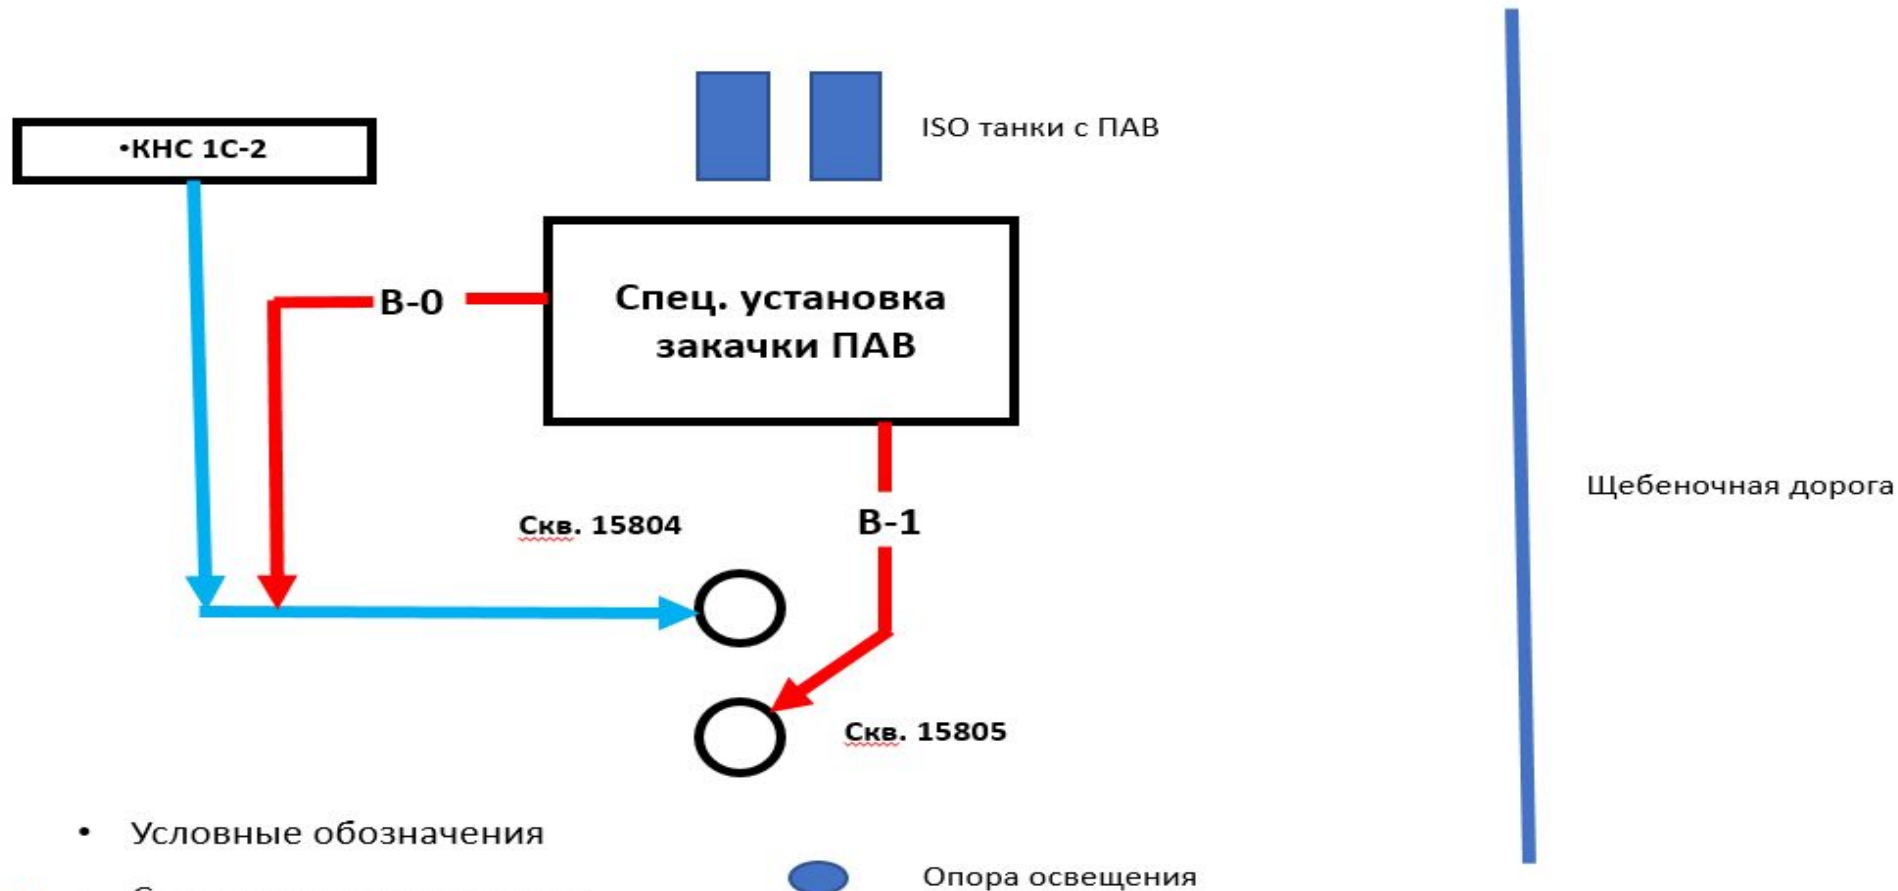 ISO танки с ПАВ
•КНС 1С-2
В-0
Спец. установка
закачки ПАВ
Щебеночная дорога
Скв. 15804
В-1
Скв. 15805
• Условные обозначения
Опора освещения